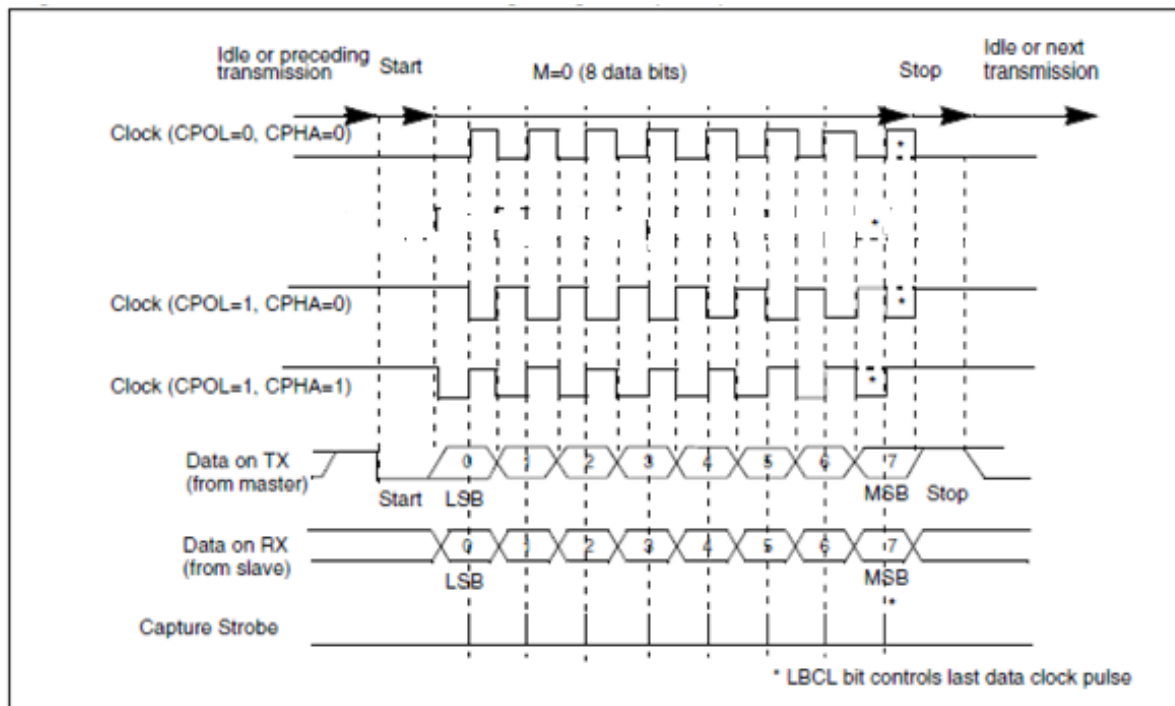 Idle or preceding
transmission
Start
M=0 (8 data bits)
Stop
Idle or next
transmission
Clock (CPOL=0, CPHA=0)
*
*
Clock (CPOL=1, CPHA=0)
*
Clock (CPOL=1, CPHA=1)
*
Data on TX
(from master)
0 1 2 3 4 5 6 7
Start LSB MSB Stop
Data on RX
(from slave)
0 1 2 3 4 5 6 7
LSB MSB
*
Capture Strobe
* LBCL bit controls last data clock pulse